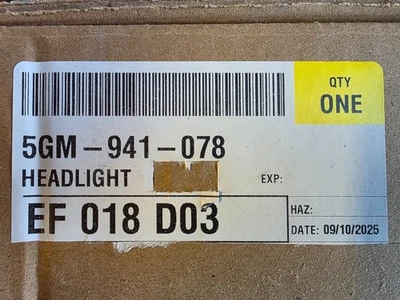 QTY
ONE
5GM-941-078
HEADLIGHT
EXP:
EF 018 D03
HAZ:
DATE: 09/10/2025